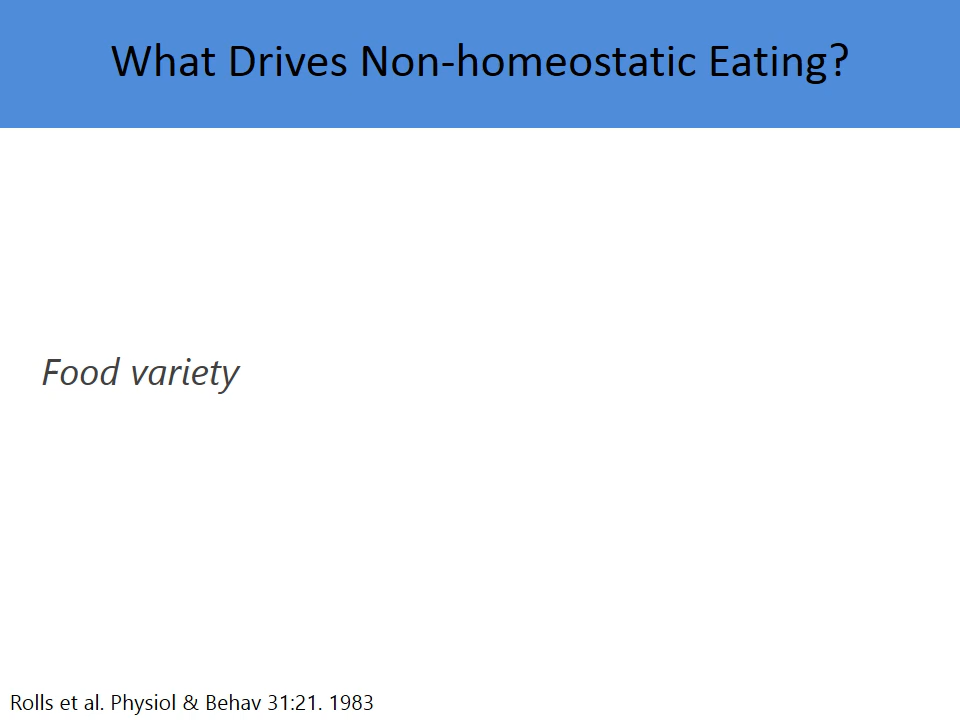 What Drives Non-homeostatic Eating?
Food variety
Rolls et al. Physiol & Behav 31:21. 1983